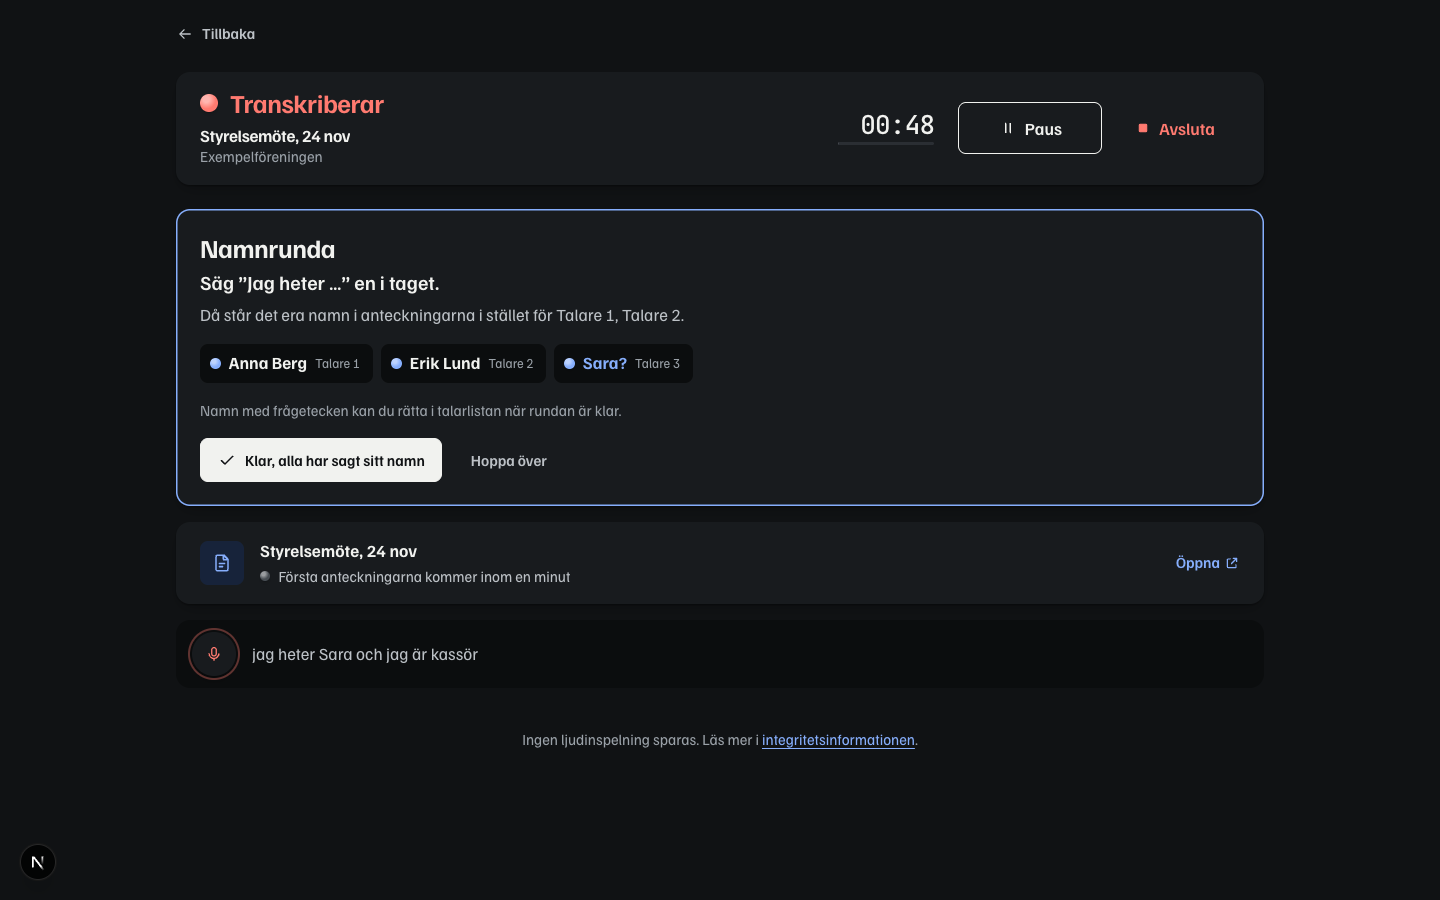 Tillbaka
Transkriberar
Styrelsemöte, 24 nov
Exempelföreningen
00:48
Paus
Avsluta
Namnrunda
Säg ”Jag heter ...” en i taget.
Då står det era namn i anteckningarna i stället för Talare 1, Talare 2.
Anna Berg Talare 1 Erik Lund Talare 2 Sara? Talare 3
Namn med frågetecken kan du rätta i talarlistan när rundan är klar.
Klar, alla har sagt sitt namn Hoppa över
Styrelsemöte, 24 nov
Första anteckningarna kommer inom en minut
Öppna
jag heter Sara och jag är kassör
Ingen ljudinspelning sparas. Läs mer i integritetsinformationen.
N